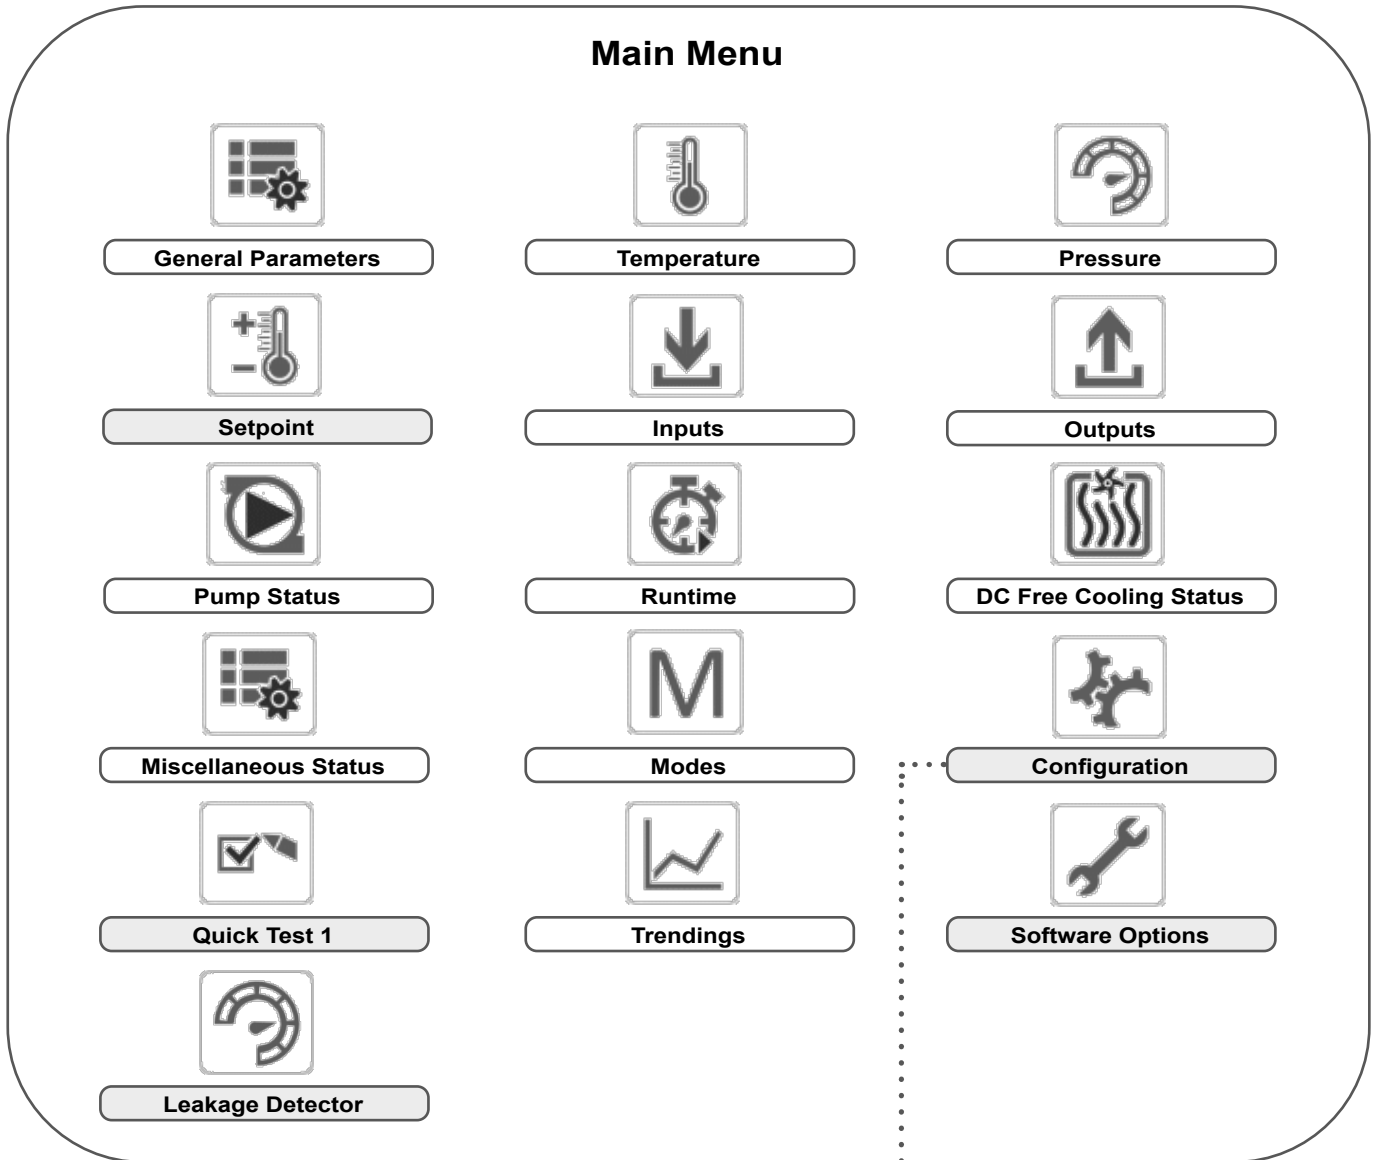 Main Menu
General Parameters
Temperature
Pressure
Setpoint
Inputs
Outputs
Pump Status
Runtime
DC Free Cooling Status
M
Miscellaneous Status
Modes
Configuration
Quick Test 1
Trendings
Software Options
Leakage Detector